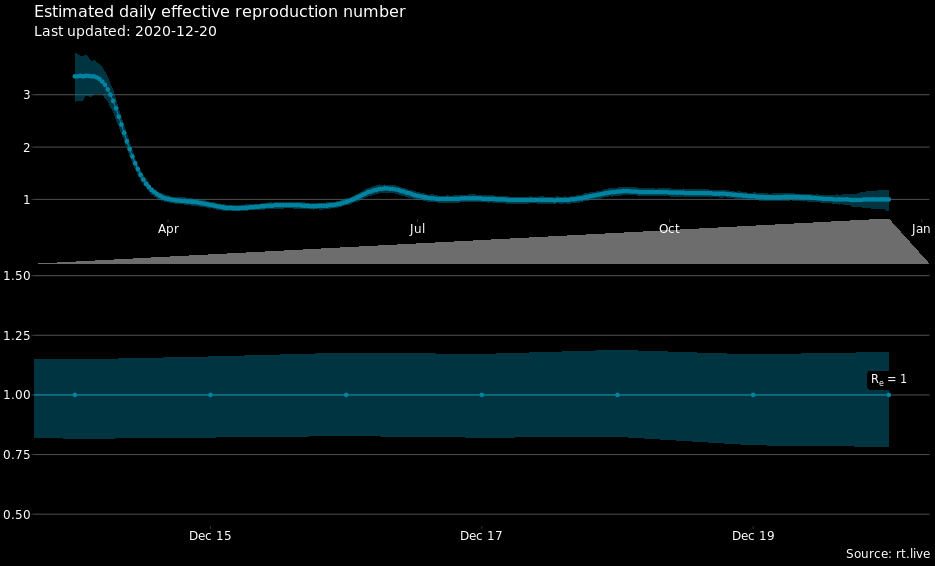 Estimated daily effective reproduction number
Last updated: 2020-12-20
3
2
1
Apr Jul Oct Jan
1.50
1.25
1.00
0.75
0.50
Re = 1
Dec 15 Dec 17 Dec 19
Source: rt.live